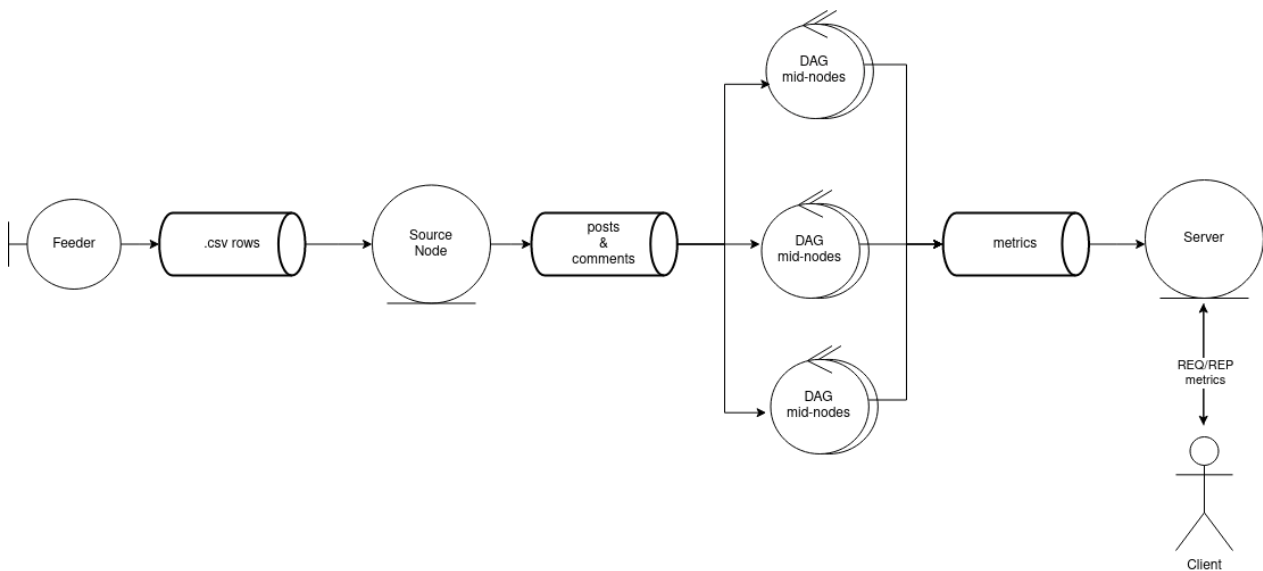 Feeder
.csv rows
Source
Node
posts
&
comments
DAG
mid-nodes
DAG
mid-nodes
DAG
mid-nodes
metrics
Server
REQ/REP
metrics
Client